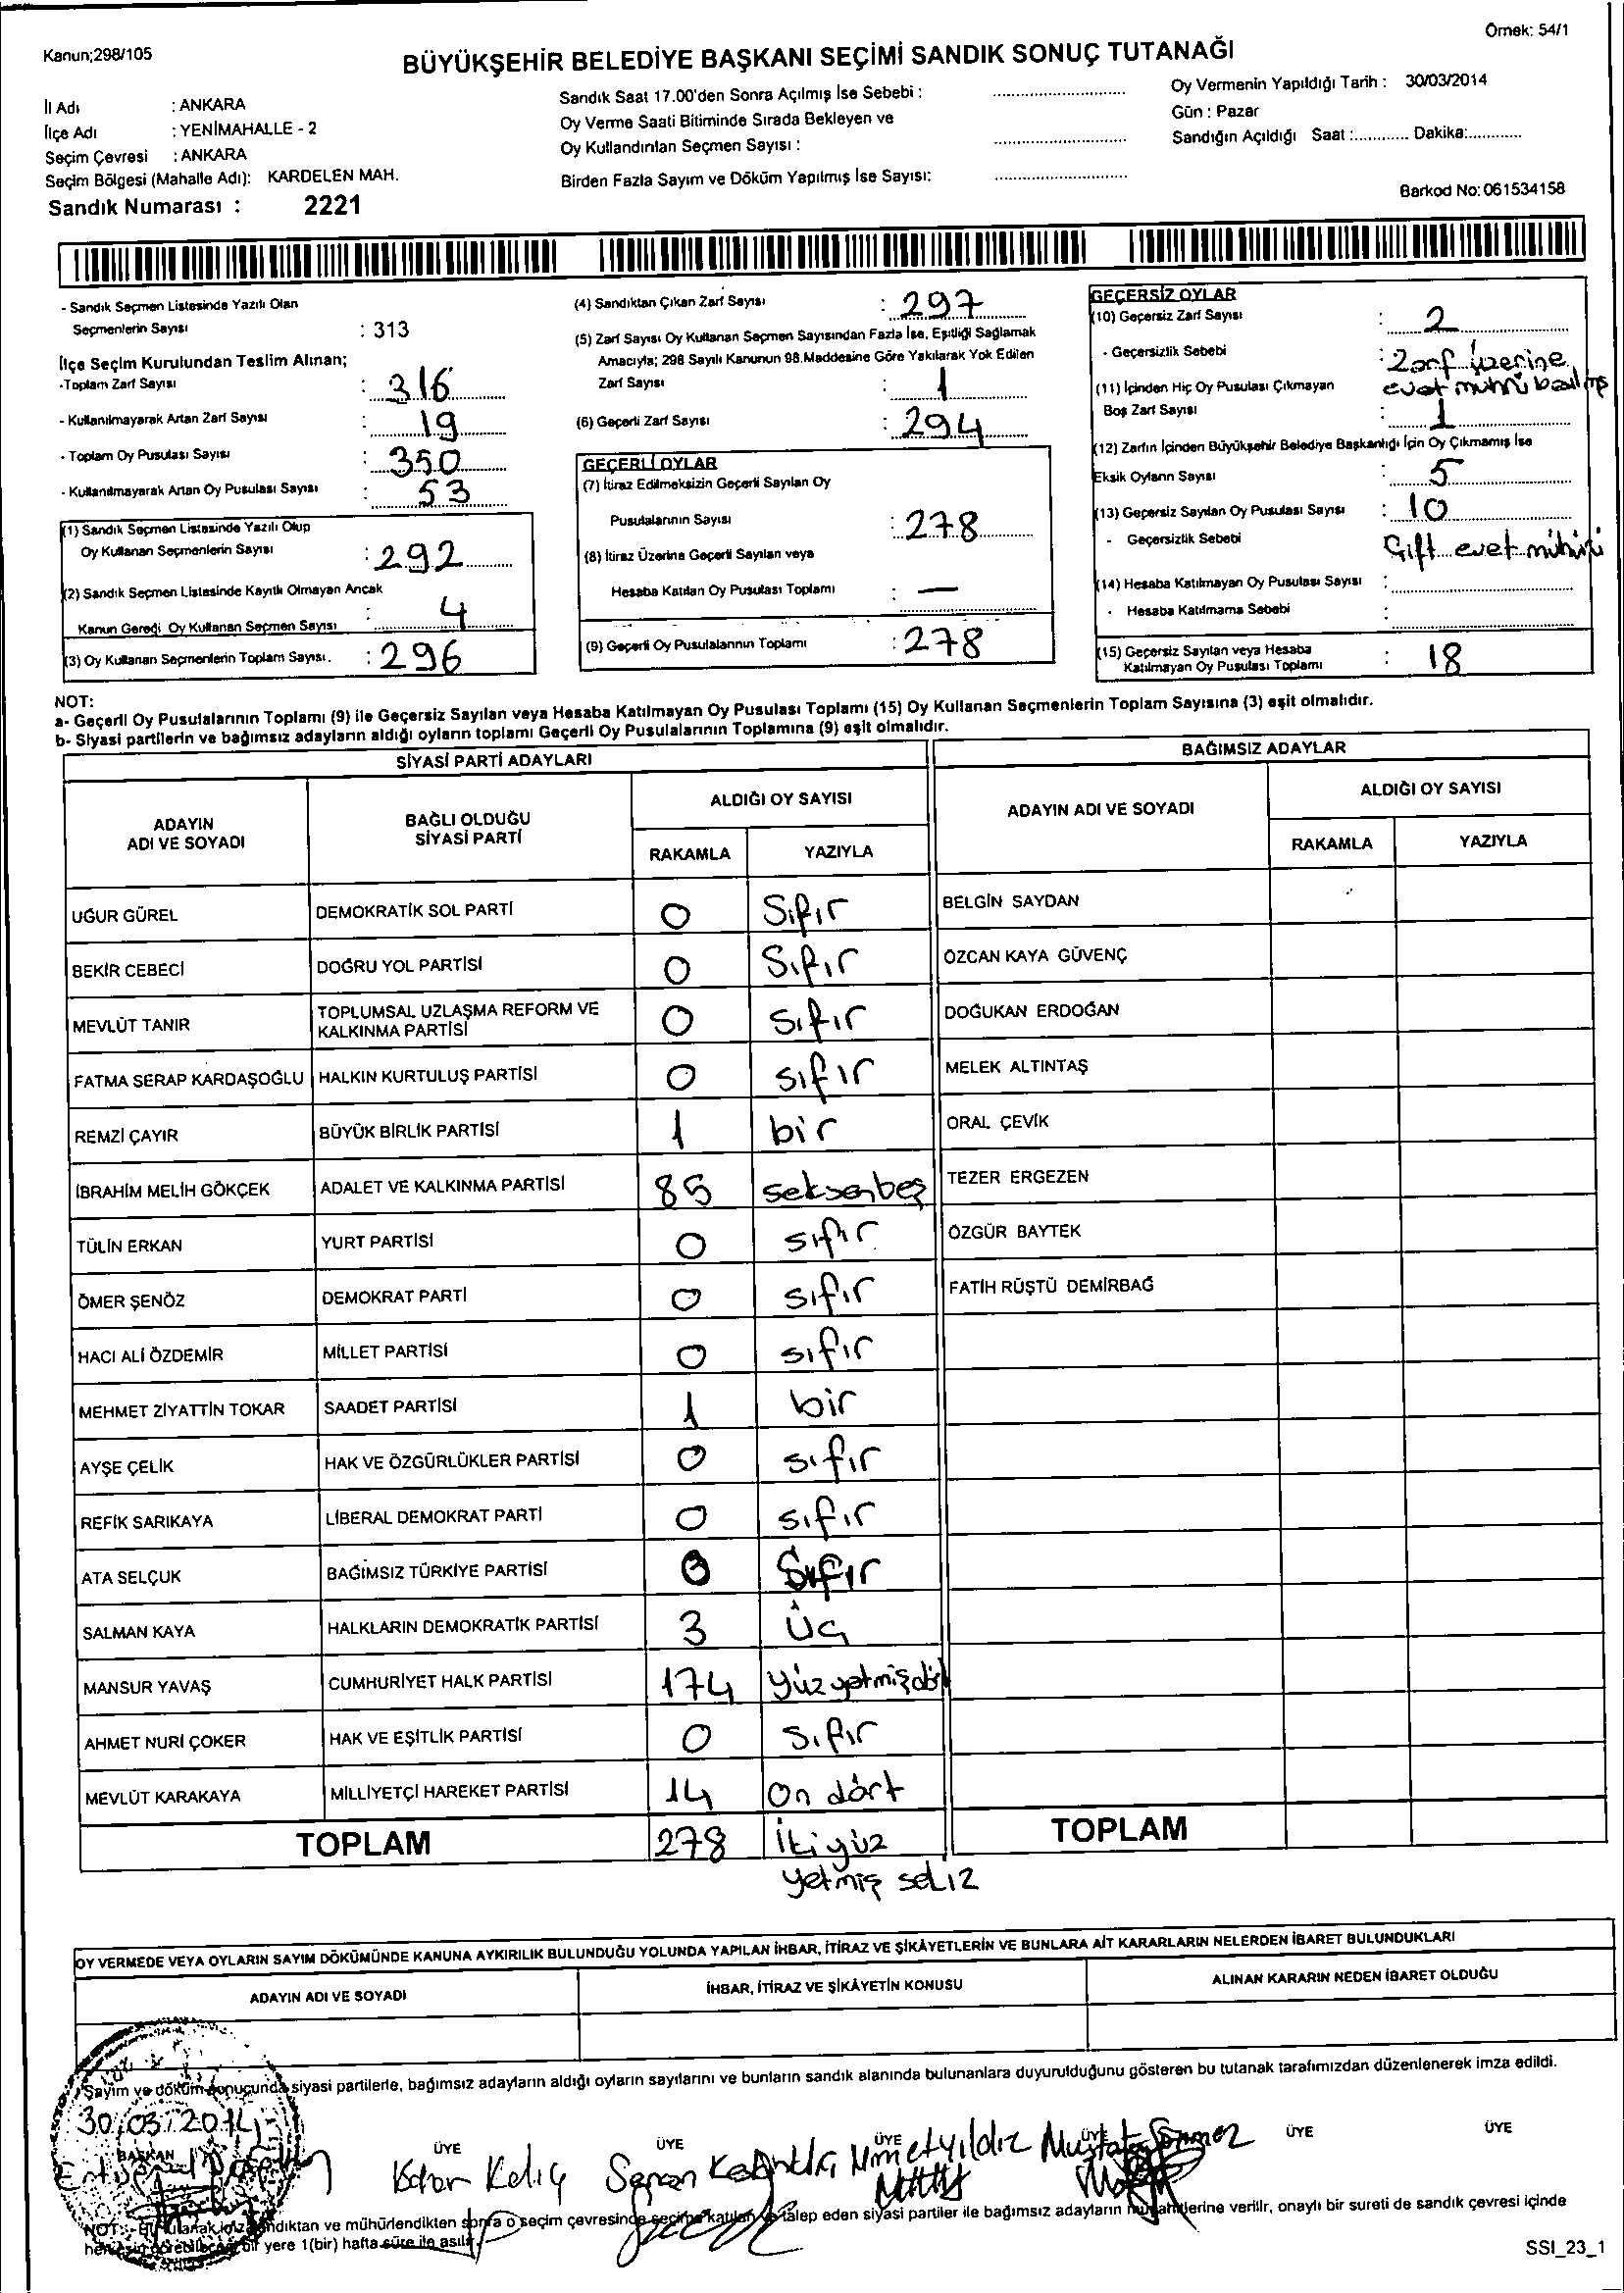 Kanun;298/105
Örnek: 54/1
BÜYÜKŞEHİR BELEDİYE BAŞKANI SEÇİMİ SANDIK SONUÇ TUTANAĞI
İl Adı : ANKARA
İlçe Adı : YENİMAHALLE - 2
Seçim Çevresi : ANKARA
Seçim Bölgesi (Mahalle Adı): KARDELEN MAH.
Sandık Numarası : 2221
Sandık Saat 17.00'den Sonra Açılmış İse Sebebi :
Oy Verme Saati Bitiminde Sırada Bekleyen ve
Oy Kullandırılan Seçmen Sayısı :
Birden Fazla Sayım ve Döküm Yapılmış İse Sayısı:
Oy Vermenin Yapıldığı Tarih : 30/03/2014
Gün : Pazar
Sandığın Açıldığı Saat :............ Dakika:............
Barkod No: 061534158
- Sandık Seçmen Listesinde Yazılı Olan
Seçmenlerin Sayısı : 313
İlçe Seçim Kurulundan Teslim Alınan;
-Toplam Zarf Sayısı : 316
- Kullanılmayarak Artan Zarf Sayısı : 19
- Toplam Oy Pusulası Sayısı : 350
- Kullanılmayarak Artan Oy Pusulası Sayısı : 53
(1) Sandık Seçmen Listesinde Yazılı Olup
Oy Kullanan Seçmenlerin Sayısı : 292
(2) Sandık Seçmen Listesinde Kayıtlı Olmayan Ancak
Kanun Gereği Oy Kullanan Seçmen Sayısı : 4
(3) Oy Kullanan Seçmenlerin Toplam Sayısı. : 296
(4) Sandıktan Çıkan Zarf Sayısı : 297
(5) Zarf Sayısı Oy Kullanan Seçmen Sayısından Fazla İse, Eşitliği Sağlamak
Amacıyla; 298 Sayılı Kanunun 98.Maddesine Göre Yakılarak Yok Edilen
Zarf Sayısı : 1
(6) Geçerli Zarf Sayısı : 294
GEÇERLİ OYLAR
(7) İtiraz Edilmeksizin Geçerli Sayılan Oy
Pusulalarının Sayısı : 278
(8) İtiraz Üzerine Geçerli Sayılan veya
Hesaba Katılan Oy Pusulası Toplamı : —
(9) Geçerli Oy Pusulalarının Toplamı : 278
GEÇERSİZ OYLAR
(10) Geçersiz Zarf Sayısı : 2
- Geçersizlik Sebebi : Zarf üzerine
evet mührü basılmış
(11) İçinden Hiç Oy Pusulası Çıkmayan
Boş Zarf Sayısı : 1
(12) Zarfın İçinden Büyükşehir Belediye Başkanlığı İçin Oy Çıkmamış İse
Eksik Oyların Sayısı : 5
(13) Geçersiz Sayılan Oy Pusulası Sayısı : 10
- Geçersizlik Sebebi Çift evet mührü
(14) Hesaba Katılmayan Oy Pusulası Sayısı :
- Hesaba Katılmama Sebebi :
(15) Geçersiz Sayılan veya Hesaba
Katılmayan Oy Pusulası Toplamı : 18
NOT:
a- Geçerli Oy Pusulalarının Toplamı (9) ile Geçersiz Sayılan veya Hesaba Katılmayan Oy Pusulası Toplamı (15) Oy Kullanan Seçmenlerin Toplam Sayısına (3) eşit olmalıdır.
b- Siyasi partilerin ve bağımsız adayların aldığı oyların toplamı Geçerli Oy Pusulalarının Toplamına (9) eşit olmalıdır.
SİYASİ PARTİ ADAYLARI
BAĞIMSIZ ADAYLAR
ADAYIN ADI VE SOYADI
BAĞLI OLDUĞU SİYASİ PARTİ
ALDIĞI OY SAYISI
RAKAMLA YAZIYLA
ADAYIN ADI VE SOYADI
ALDIĞI OY SAYISI
RAKAMLA YAZIYLA
UĞUR GÜREL DEMOKRATİK SOL PARTİ 0 Sıfır BELGİN SAYDAN
BEKİR CEBECİ DOĞRU YOL PARTİSİ 0 Sıfır ÖZCAN KAYA GÜVENÇ
MEVLÜT TANIR TOPLUMSAL UZLAŞMA REFORM VE KALKINMA PARTİSİ 0 sıfır DOĞUKAN ERDOĞAN
FATMA SERAP KARDAŞOĞLU HALKIN KURTULUŞ PARTİSİ 0 sıfır MELEK ALTINTAŞ
REMZİ ÇAYIR BÜYÜK BİRLİK PARTİSİ 1 bir ORAL ÇEVİK
İBRAHİM MELİH GÖKÇEK ADALET VE KALKINMA PARTİSİ 85 seksenbeş TEZER ERGEZEN
TÜLİN ERKAN YURT PARTİSİ 0 sıfır ÖZGÜR BAYTEK
ÖMER ŞENÖZ DEMOKRAT PARTİ 0 sıfır FATİH RÜŞTÜ DEMİRBAĞ
HACI ALİ ÖZDEMİR MİLLET PARTİSİ 0 sıfır
MEHMET ZİYATTİN TOKAR SAADET PARTİSİ 1 bir
AYŞE ÇELİK HAK VE ÖZGÜRLÜKLER PARTİSİ 0 sıfır
REFİK SARIKAYA LİBERAL DEMOKRAT PARTİ 0 sıfır
ATA SELÇUK BAĞIMSIZ TÜRKİYE PARTİSİ 0 Sıfır
SALMAN KAYA HALKLARIN DEMOKRATİK PARTİSİ 3 Üç
MANSUR YAVAŞ CUMHURİYET HALK PARTİSİ 174 yüzyetmişdört
AHMET NURİ ÇOKER HAK VE EŞİTLİK PARTİSİ 0 Sıfır
MEVLÜT KARAKAYA MİLLİYETÇİ HAREKET PARTİSİ 14 On dört
TOPLAM 278 İkiyüz TOPLAM
yetmiş sekiz
OY VERMEDE VEYA OYLARIN SAYIM DÖKÜMÜNDE KANUNA AYKIRILIK BULUNDUĞU YOLUNDA YAPILAN İHBAR, İTİRAZ VE ŞİKÂYETLERİN VE BUNLARA AİT KARARLARIN NELERDEN İBARET BULUNDUKLARI
ADAYIN ADI VE SOYADI İHBAR, İTİRAZ VE ŞİKÂYETİN KONUSU ALINAN KARARIN NEDEN İBARET OLDUĞU
Sayım ve döküm sonucunda siyasi partilerle, bağımsız adayların aldığı oyların sayılarını ve bunların sandık alanında bulunanlara duyurulduğunu gösteren bu tutanak tarafımızdan düzenlenerek imza edildi.
30/03/2014
BAŞKAN ÜYE ÜYE ÜYE ÜYE ÜYE ÜYE
NOT:- Bu tutanak imzalandıktan ve mühürlendikten sonra o seçim çevresinde seçime katılan ve talep eden siyasi partiler ile bağımsız adayların müşahitlerine verilir, onaylı bir sureti de sandık çevresi içinde
herkesin görebileceği bir yere 1(bir) hafta süre ile asılır.
SSI_23_1